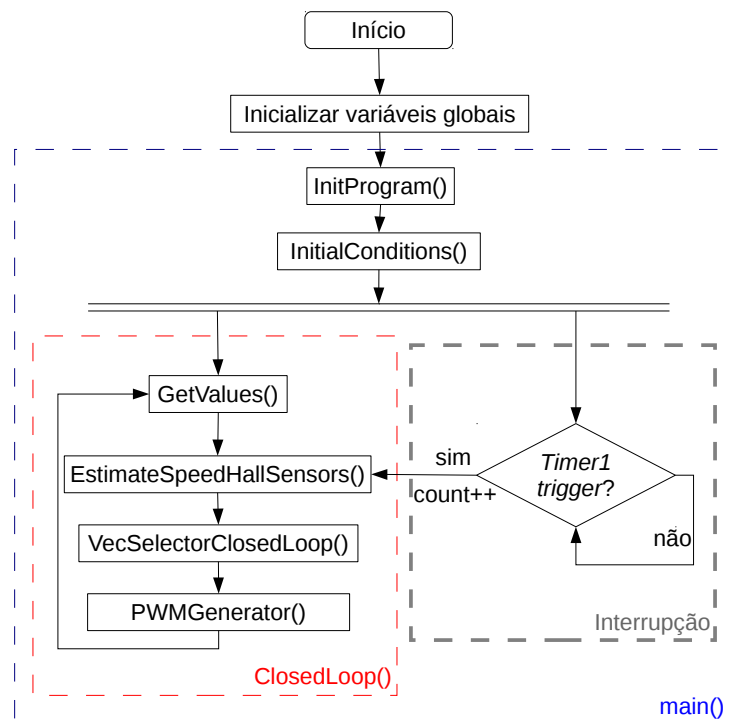 Início
Inicializar variáveis globais
InitProgram()
InitialConditions()
GetValues()
EstimateSpeedHallSensors()
VecSelectorClosedLoop()
PWMGenerator()
ClosedLoop()
sim
count++
Timer1
trigger?
não
Interrupção
main()